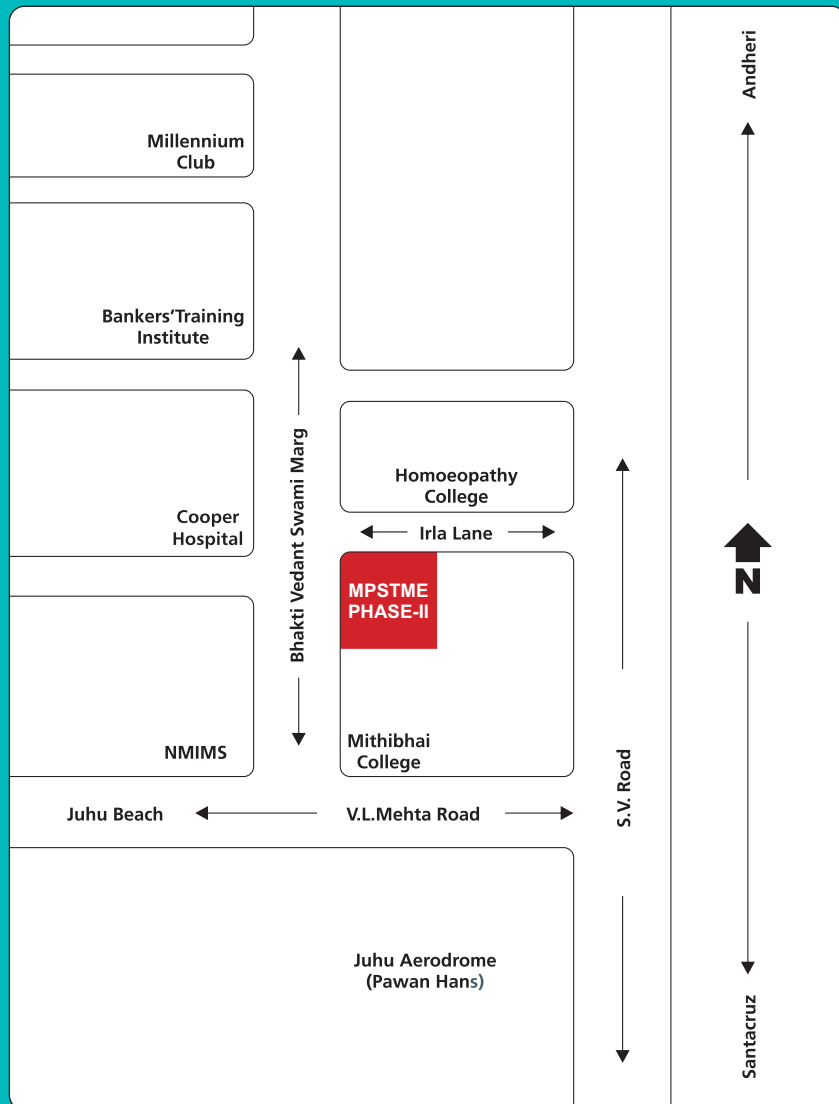 Andheri
Millennium
Club
Bankers'Training
Institute
Bhakti Vedant Swami Marg
Homoeopathy
College
Cooper
Hospital
Irla Lane
N
MPSTME
PHASE-II
NMIMS
Mithibhai
College
S.V. Road
Juhu Beach
V.L.Mehta Road
Juhu Aerodrome
(Pawan Hans)
Santacruz